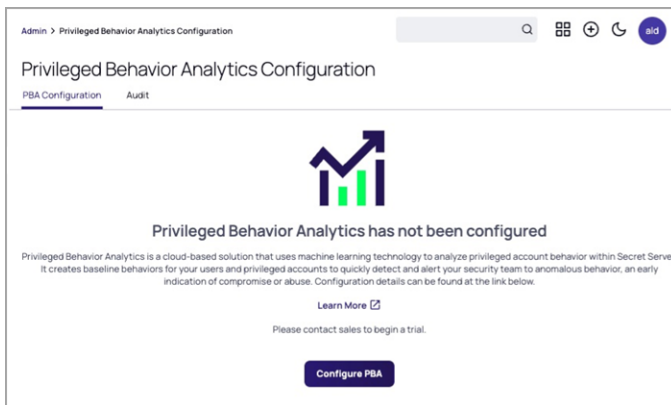 Admin > Privileged Behavior Analytics Configuration
ald
Privileged Behavior Analytics Configuration
PBA Configuration Audit
Privileged Behavior Analytics has not been configured
Privileged Behavior Analytics is a cloud-based solution that uses machine learning technology to analyze privileged account behavior within Secret Serve
It creates baseline behaviors for your users and privileged accounts to quickly detect and alert your security team to anomalous behavior, an early
indication of compromise or abuse. Configuration details can be found at the link below.
Learn More
Please contact sales to begin a trial.
Configure PBA